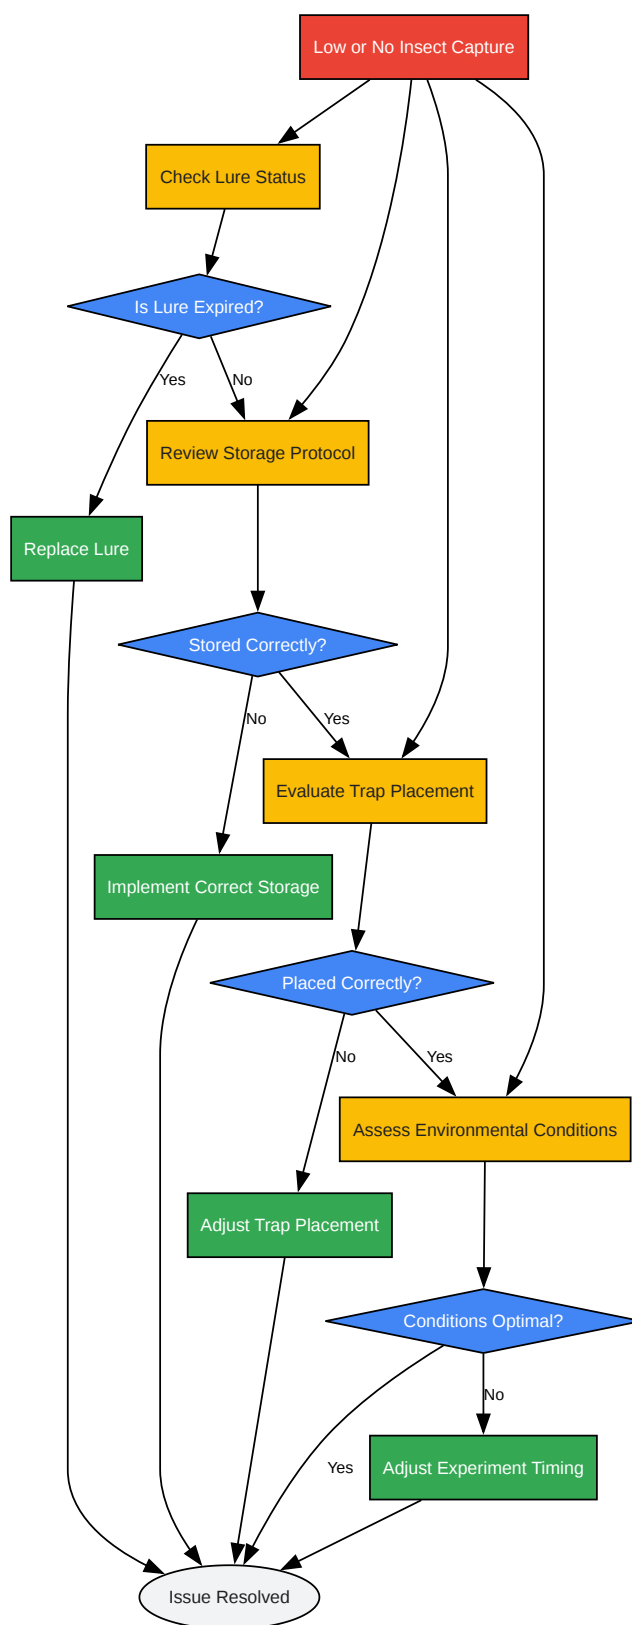 Low or No Insect Capture
Check Lure Status
Is Lure Expired?
Yes
No
Review Storage Protocol
Replace Lure
Stored Correctly?
No
Yes
Evaluate Trap Placement
Implement Correct Storage
Placed Correctly?
No
Yes
Assess Environmental Conditions
Adjust Trap Placement
Conditions Optimal?
No
Yes
Adjust Experiment Timing
Issue Resolved